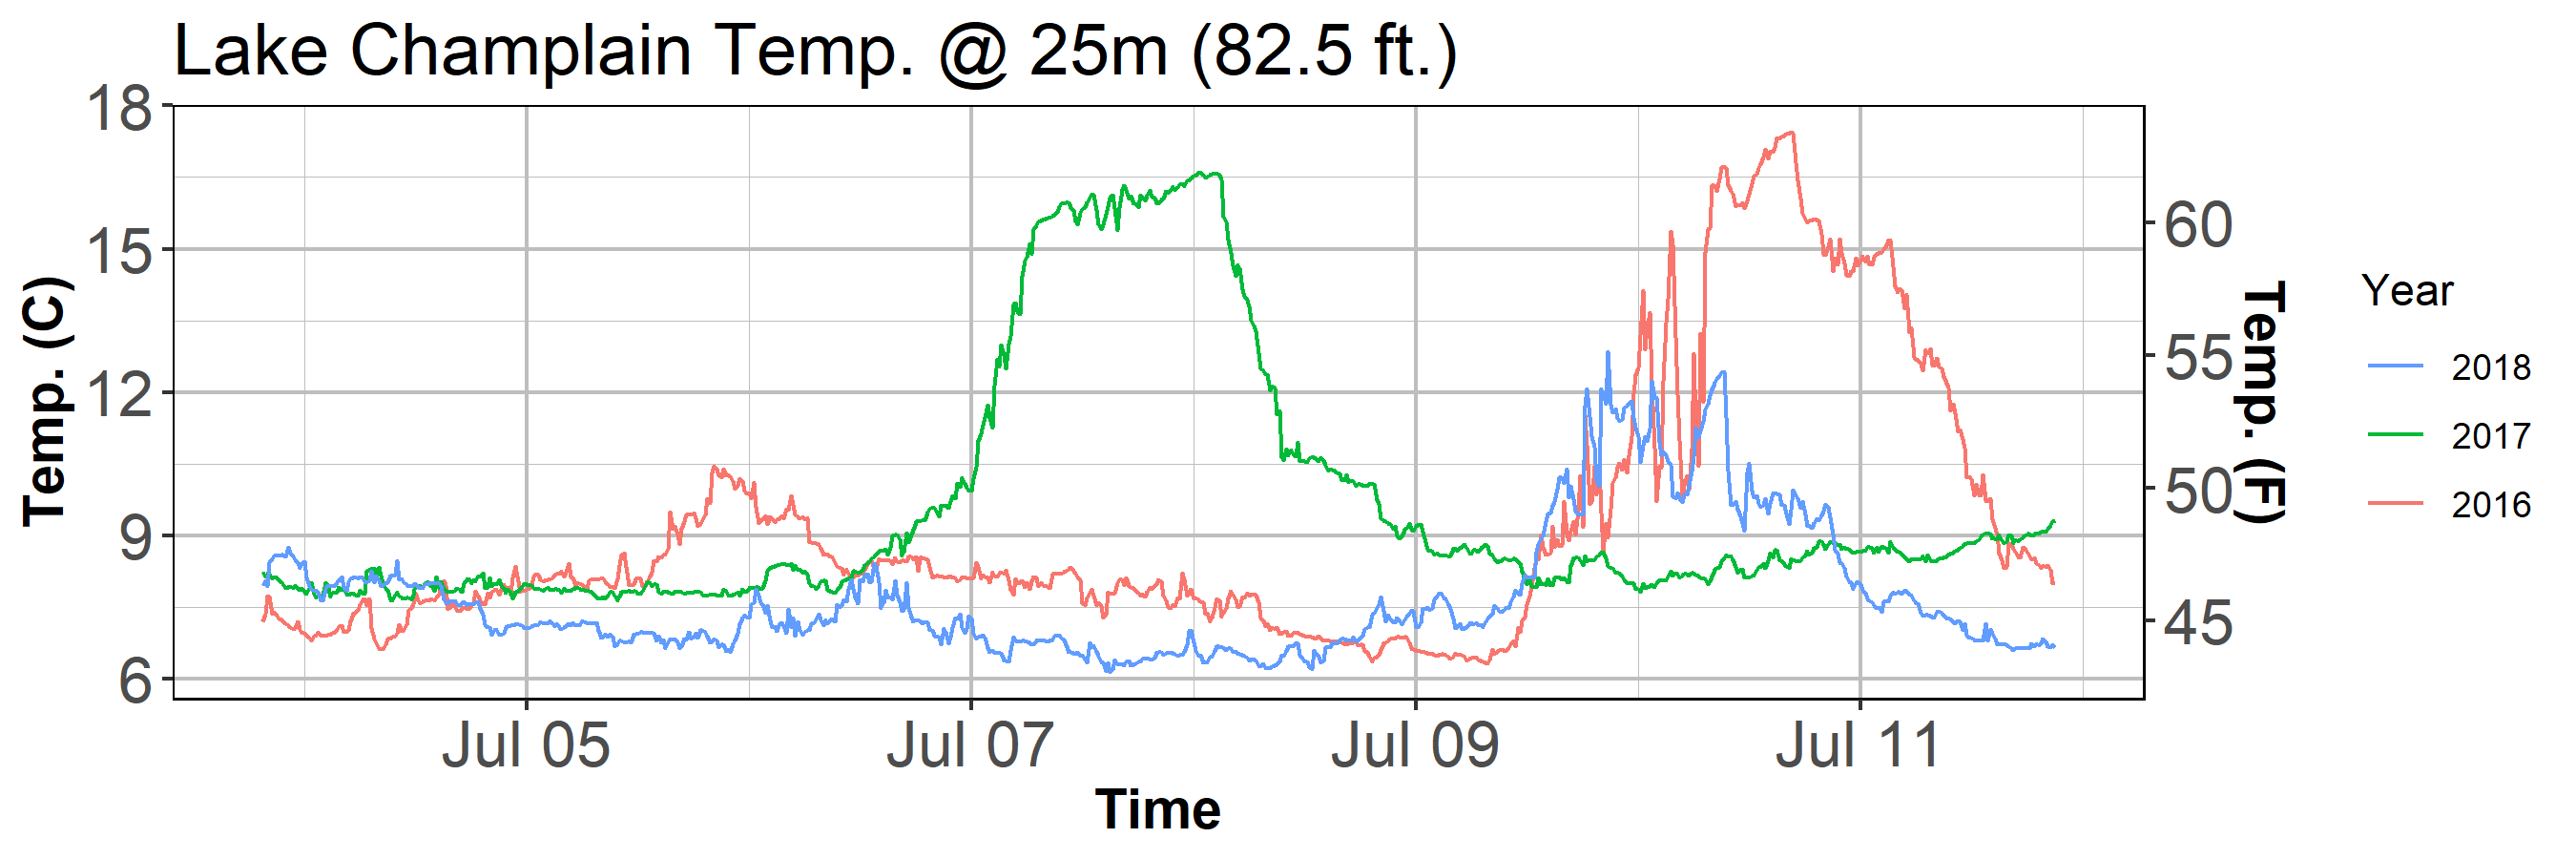 Lake Champlain Temp. @ 25m (82.5 ft.)
18
15
12
9
6
Temp. (C)
60
55
50
45
Temp. (F)
Jul 05
Jul 07
Jul 09
Jul 11
Time
Year
2018
2017
2016